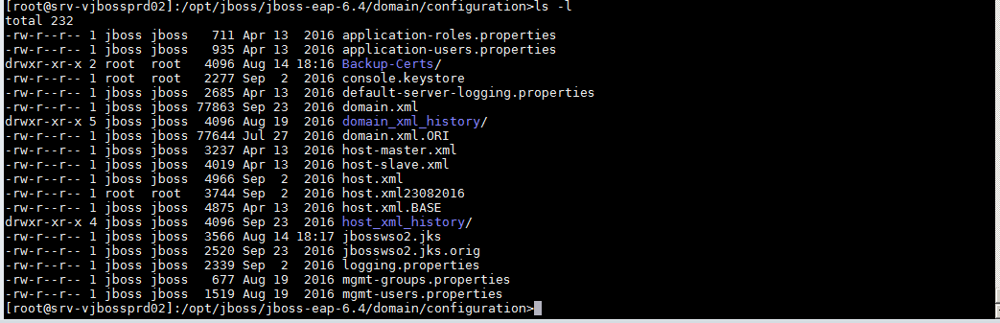 [root@srv-vjbossprd02]:/opt/jboss/jboss-eap-6.4/domain/configuration>ls -l
total 232
-rw-r--r-- 1 jboss jboss   711 Apr 13  2016 application-roles.properties
-rw-r--r-- 1 jboss jboss   935 Apr 13  2016 application-users.properties
drwxr-xr-x 2 root  root   4096 Aug 14 18:16 Backup-Certs/
-rw-r--r-- 1 root  root   2277 Sep  2  2016 console.keystore
-rw-r--r-- 1 jboss jboss  2685 Apr 13  2016 default-server-logging.properties
-rw-r--r-- 1 jboss jboss 77863 Sep 23  2016 domain.xml
drwxr-xr-x 5 jboss jboss  4096 Aug 19  2016 domain_xml_history/
-rw-r--r-- 1 jboss jboss 77644 Jul 27  2016 domain.xml.ORI
-rw-r--r-- 1 jboss jboss  3237 Apr 13  2016 host-master.xml
-rw-r--r-- 1 jboss jboss  4019 Apr 13  2016 host-slave.xml
-rw-r--r-- 1 jboss jboss  4966 Sep  2  2016 host.xml
-rw-r--r-- 1 root  root   3744 Sep  2  2016 host.xml23082016
-rw-r--r-- 1 jboss jboss  4875 Apr 13  2016 host.xml.BASE
drwxr-xr-x 4 jboss jboss  4096 Sep 23  2016 host_xml_history/
-rw-r--r-- 1 jboss jboss  3566 Aug 14 18:17 jbosswso2.jks
-rw-r--r-- 1 jboss jboss  2520 Sep 23  2016 jbosswso2.jks.orig
-rw-r--r-- 1 jboss jboss  2339 Sep  2  2016 logging.properties
-rw-r--r-- 1 jboss jboss   677 Aug 19  2016 mgmt-groups.properties
-rw-r--r-- 1 jboss jboss  1519 Aug 19  2016 mgmt-users.properties
[root@srv-vjbossprd02]:/opt/jboss/jboss-eap-6.4/domain/configuration>